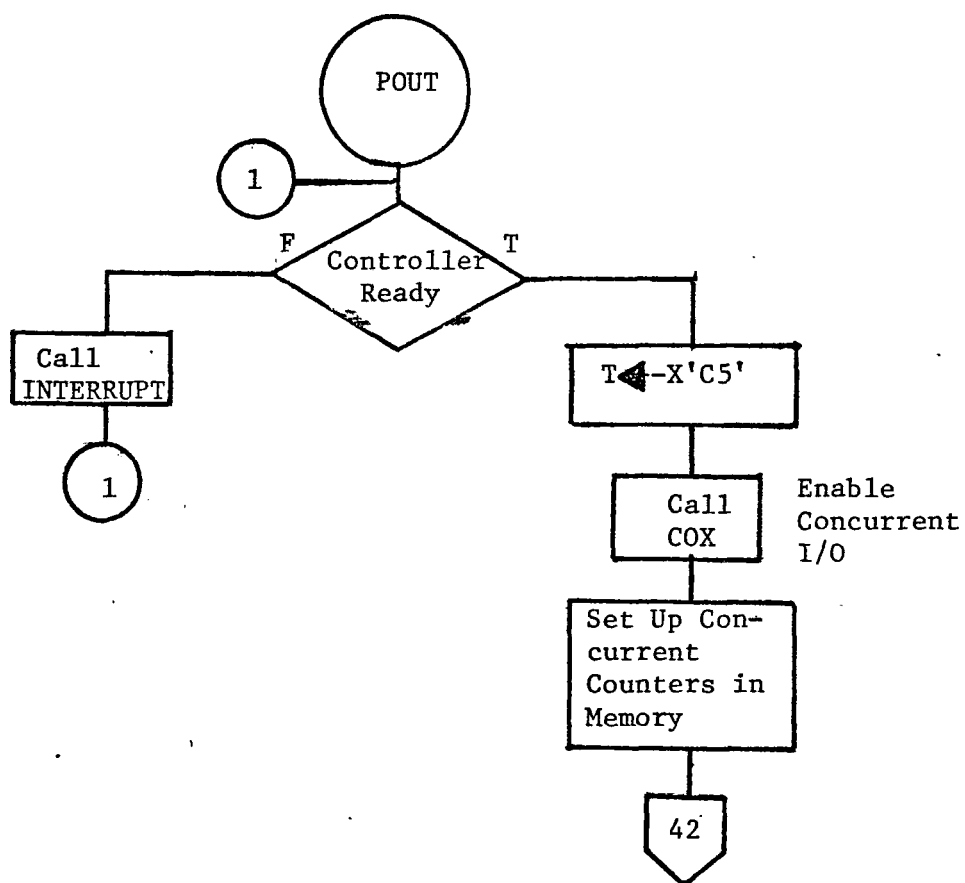 POUT
1
F
T
Controller
Ready
Call
INTERRUPT
1
T◄-X'C5'
Call
COX
Enable
Concurrent
I/O
Set Up Con-
current
Counters in
Memory
42